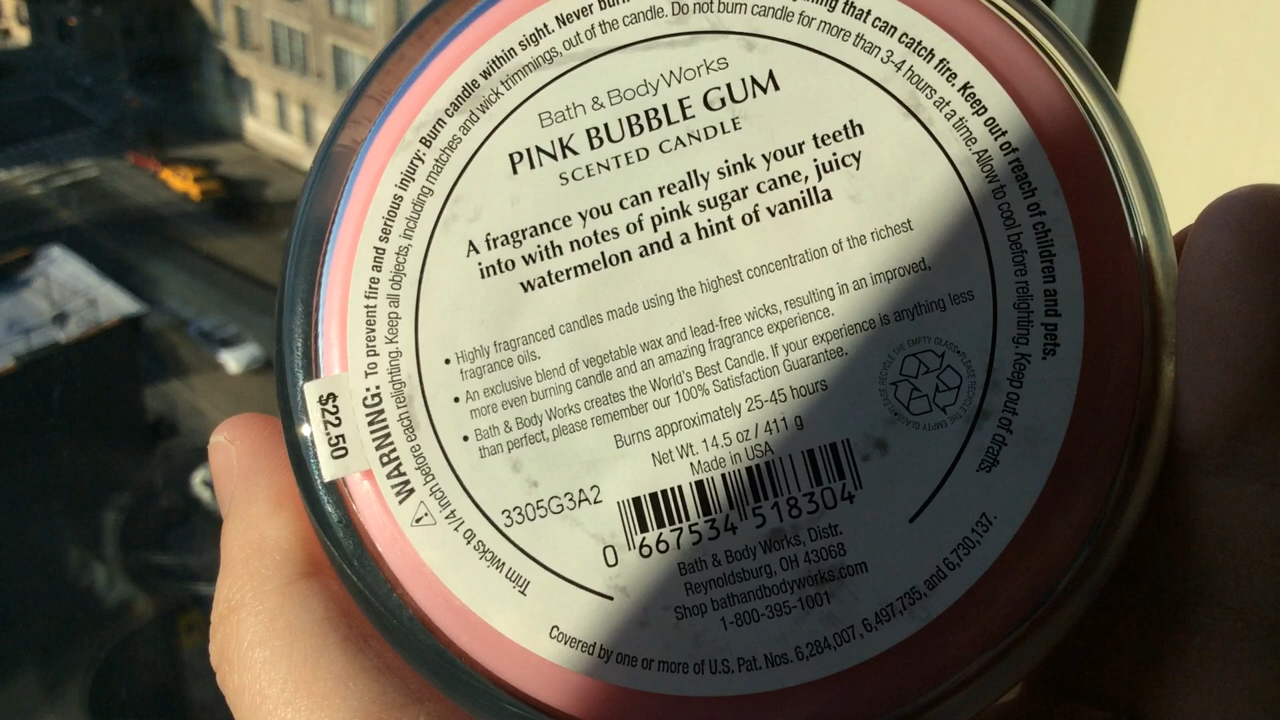 Bath & BodyWorks
PINK BUBBLE GUM
SCENTED CANDLE
A fragrance you can really sink your teeth
into with notes of pink sugar cane, juicy
watermelon and a hint of vanilla
• Highly fragranced candles made using the highest concentration of the richest
fragrance oils.
• An exclusive blend of vegetable wax and lead-free wicks, resulting in an improved,
more even burning candle and an amazing fragrance experience.
• Bath & Body Works creates the World's Best Candle. If your experience is anything less
than perfect, please remember our 100% Satisfaction Guarantee.
Burns approximately 25-45 hours
Net Wt. 14.5 oz / 411 g
Made in USA
3305G3A2
0 667534 518304
Bath & Body Works, Distr.
Reynoldsburg, OH 43068
Shop bathandbodyworks.com
1-800-395-1001
WARNING: To prevent fire and serious injury: Burn candle within sight. Never that can catch fire. Keep out of reach of children and pets.
Trim wicks to 1/4 inch before each relighting. Keep all objects, including matches and wick trimmings, out of the candle. Do not burn candle for more than 3-4 hours at a time. Allow to cool before relighting. Keep out of drafts.
Covered by one or more of U.S. Pat. Nos. 6,284,007, 6,497,735, and 6,730,137.
PLEASE RECYCLE THE EMPTY GLASS • PLEASE RECYCLE THE EMPTY GLASS •
$22.50